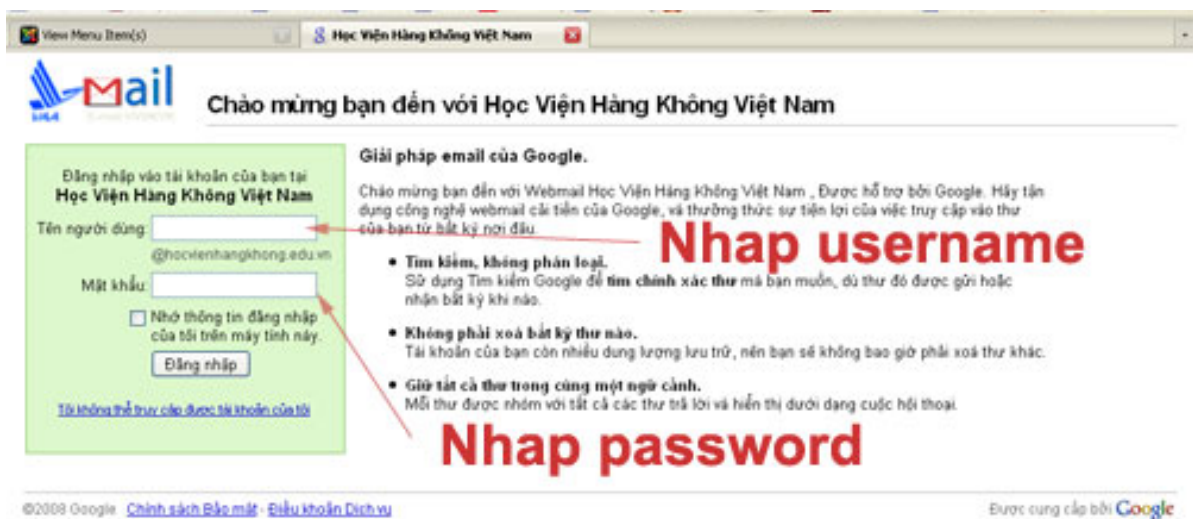 View Menu Item(s)
Học Viện Hàng Không Việt Nam
Mail
Chào mừng bạn đến với Học Viện Hàng Không Việt Nam
Đăng nhập vào tài khoản của bạn tại
Học Viện Hàng Không Việt Nam
Tên người dùng:
@hocvienhangkhong.edu.vn
Mật khẩu:
Nhớ thông tin đăng nhập
của tôi trên máy tính này.
Đăng nhập
Tôi không thể truy cập được tài khoản của tôi
Giải pháp email của Google.
Chào mừng bạn đến với Webmail Học Viện Hàng Không Việt Nam , Được hỗ trợ bởi Google. Hãy tận
dụng công nghệ webmail cải tiến của Google, và thưởng thức sự tiện lợi của việc truy cập vào thư
của bạn từ bất kỳ nơi đâu.
Nhap username
• Tìm kiếm, không phân loại.
Sử dụng Tìm kiếm Google để tìm chính xác thư mà bạn muốn, dù thư đó được gửi hoặc
nhận bất kỳ khi nào.
• Không phải xoá bất kỳ thư nào.
Tài khoản của bạn còn nhiều dung lượng lưu trữ, nên bạn sẽ không bao giờ phải xoá thư khác.
• Giữ tất cả thư trong cùng một ngữ cảnh.
Mỗi thư được nhóm với tất cả các thư trả lời và hiển thị dưới dạng cuộc hội thoại.
Nhap password
©2008 Google Chính sách Bảo mật - Điều khoản Dịch vụ
Được cung cấp bởi Google